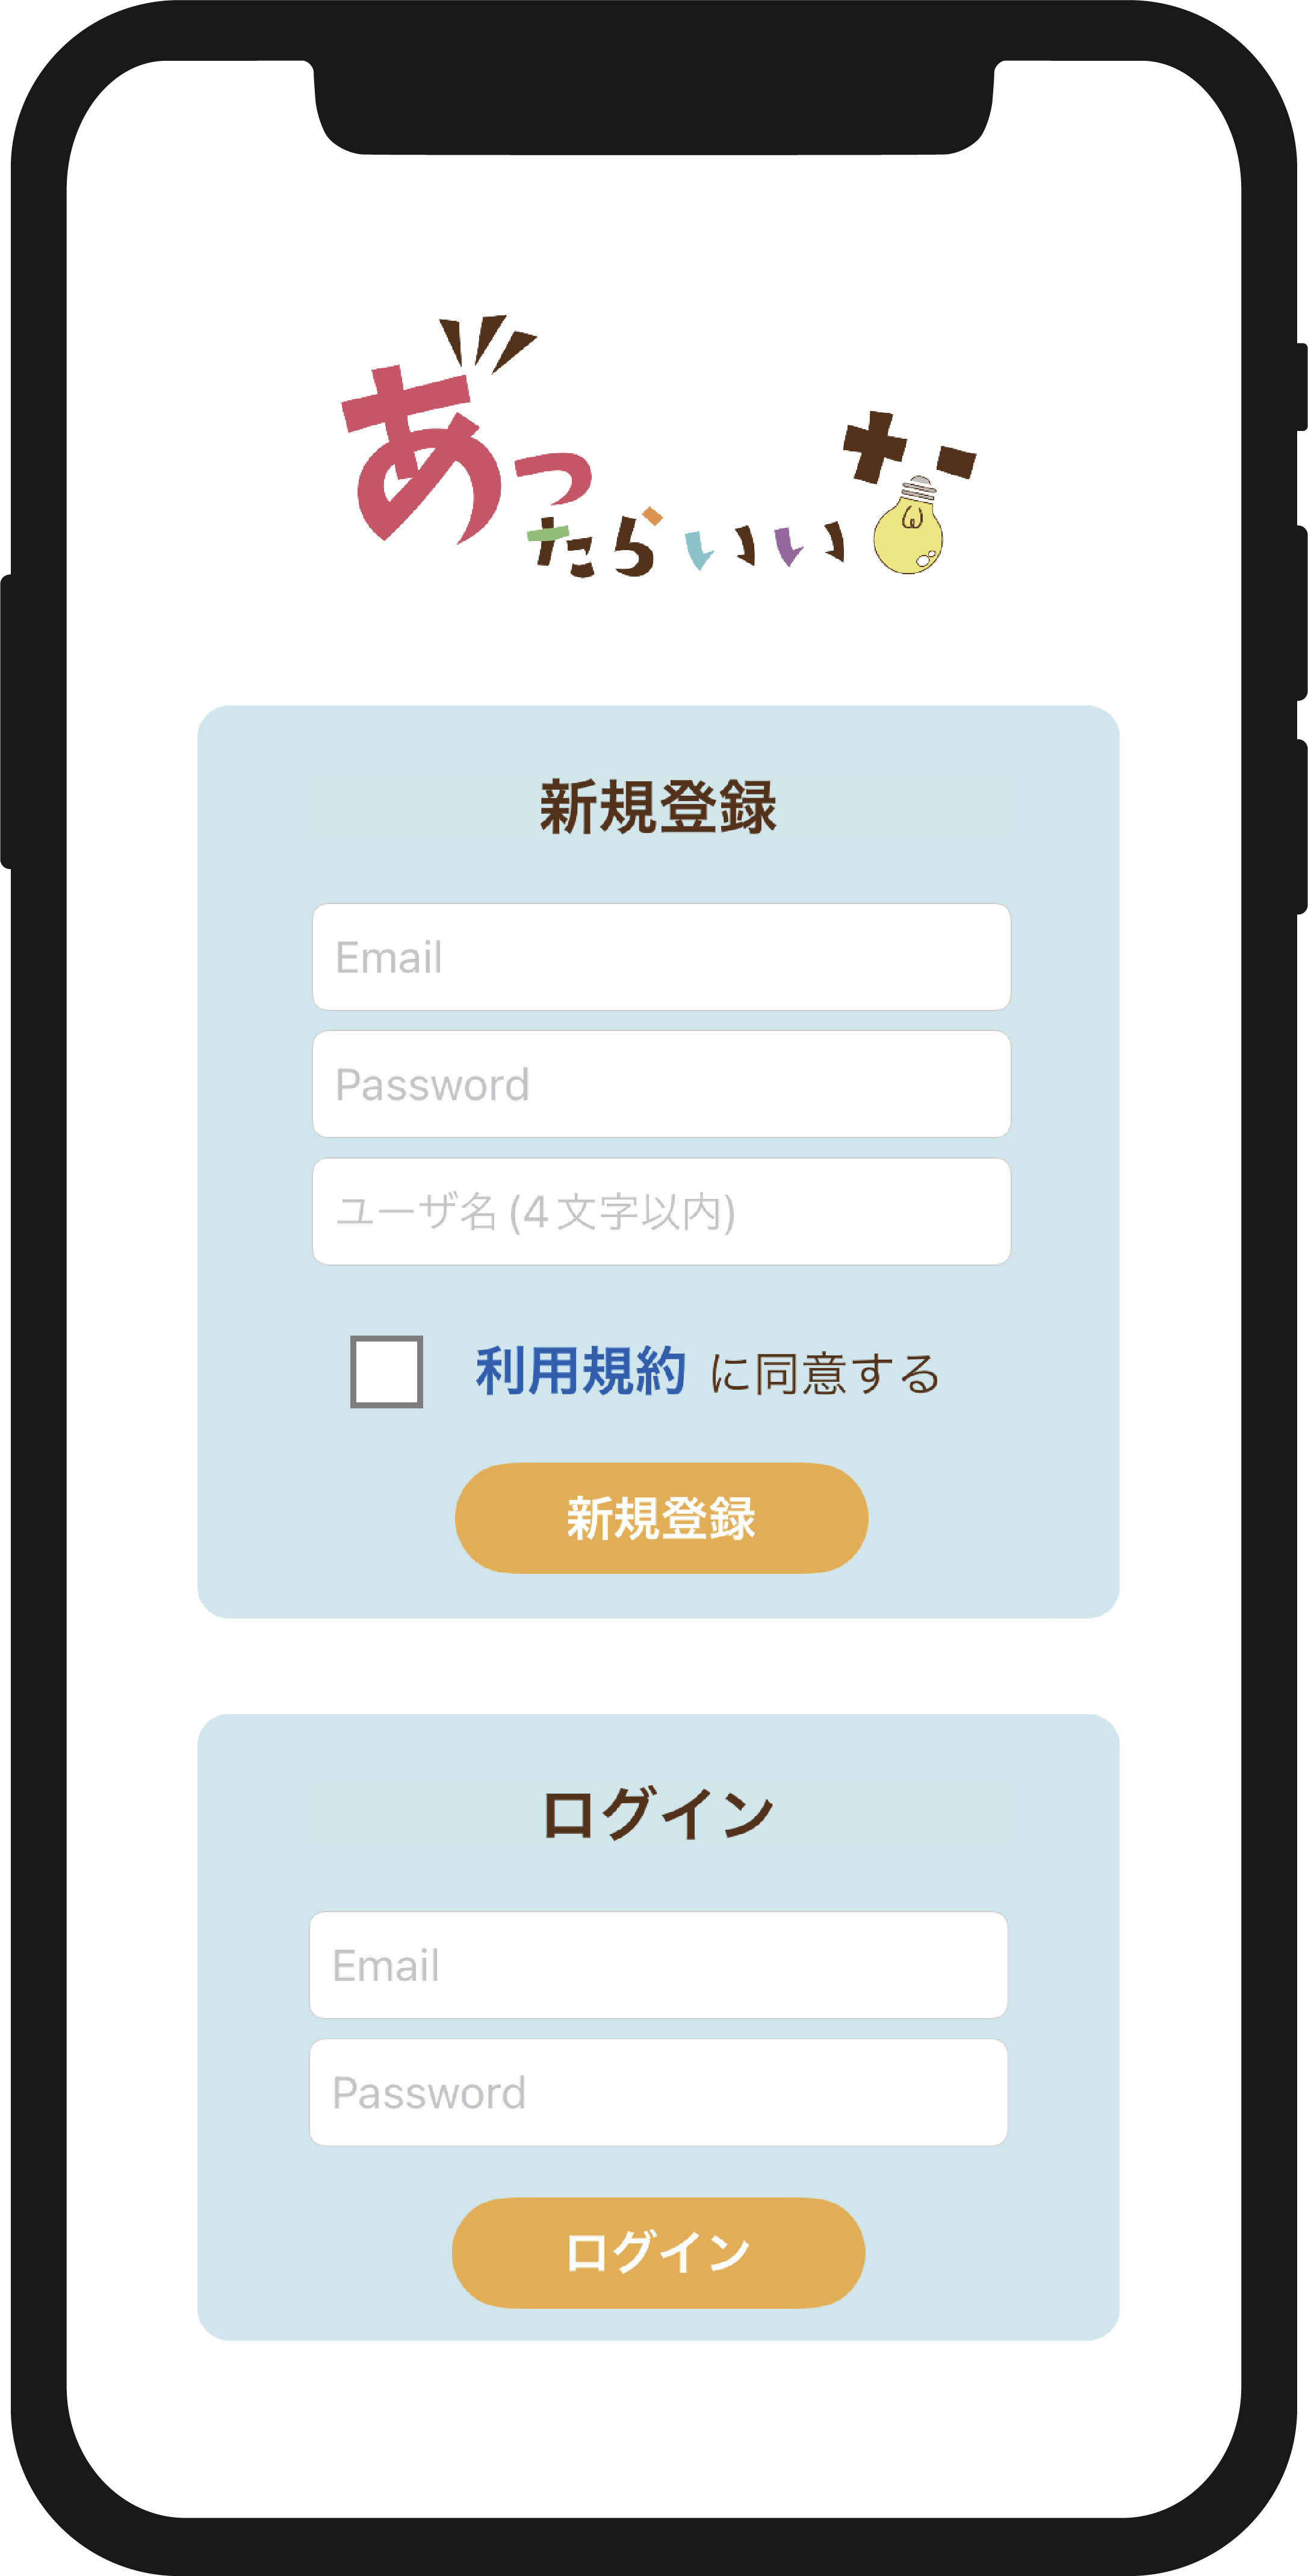 あっ
たらいいな
新規登録
Email
Password
ユーザ名 (4文字以内)
利用規約 に同意する
新規登録
ログイン
Email
Password
ログイン